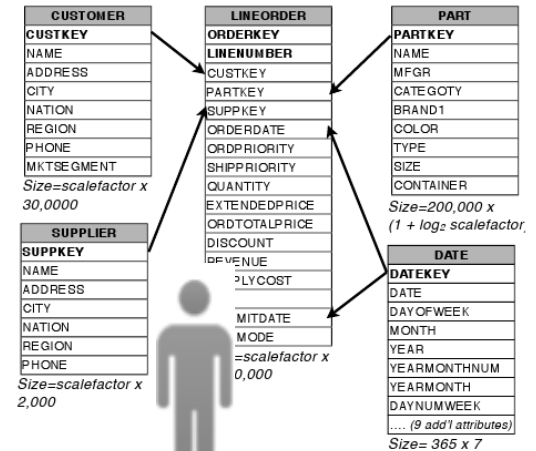 CUSTOMER
CUSTKEY
NAME
ADDRESS
CITY
NATION
REGION
PHONE
MKTSEGMENT
Size=scalefactor x
30,0000
SUPPLIER
SUPPKEY
NAME
ADDRESS
CITY
NATION
REGION
PHONE
Size=scalefactor x
2,000
LINEORDER
ORDERKEY
LINENUMBER
CUSTKEY
PARTKEY
SUPPKEY
ORDERDATE
ORDPRIORITY
SHIPPRIORITY
QUANTITY
EXTENDEDPRICE
ORDTOTALPRICE
DISCOUNT
REVENUE
PLYCOST
MITDATE
MODE
=scalefactor x
0,000
PART
PARTKEY
NAME
MFGR
CATEGOTY
BRAND1
COLOR
TYPE
SIZE
CONTAINER
Size=200,000 x
(1 + log₂ scalefactor)
DATE
DATEKEY
DATE
DAYOFWEEK
MONTH
YEAR
YEARMONTHNUM
YEARMONTH
DAYNUMWEEK
.... (9 add'l attributes)
Size= 365 x 7